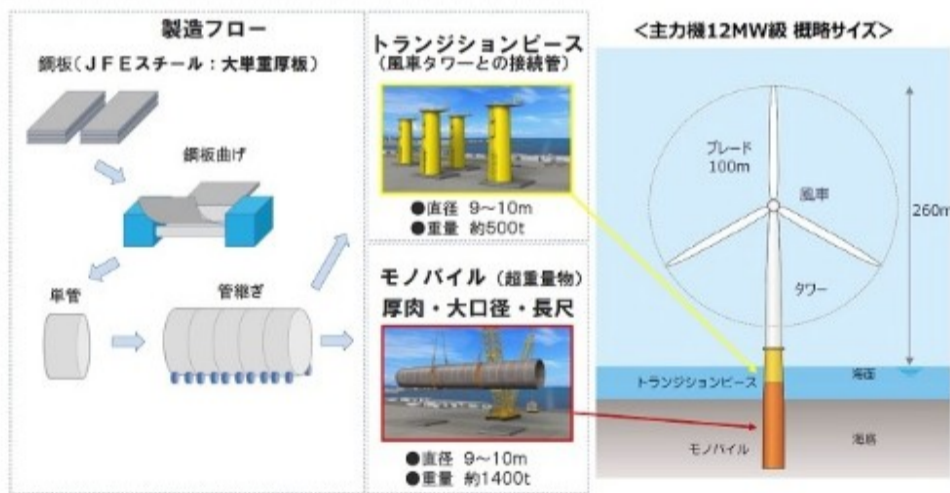 製造フロー
鋼板(JFEスチール:大単重厚板)
鋼板曲げ
単管
管継ぎ
トランジションピース
(風車タワーとの接続管)
●直径 9~10m
●重量 約500t
モノパイル(超重量物)
厚肉・大口径・長尺
●直径 9~10m
●重量 約1400t
<主力機12MW級 概略サイズ>
ブレード
100m
風車
260m
タワー
海面
トランジションピース
モノパイル
海底